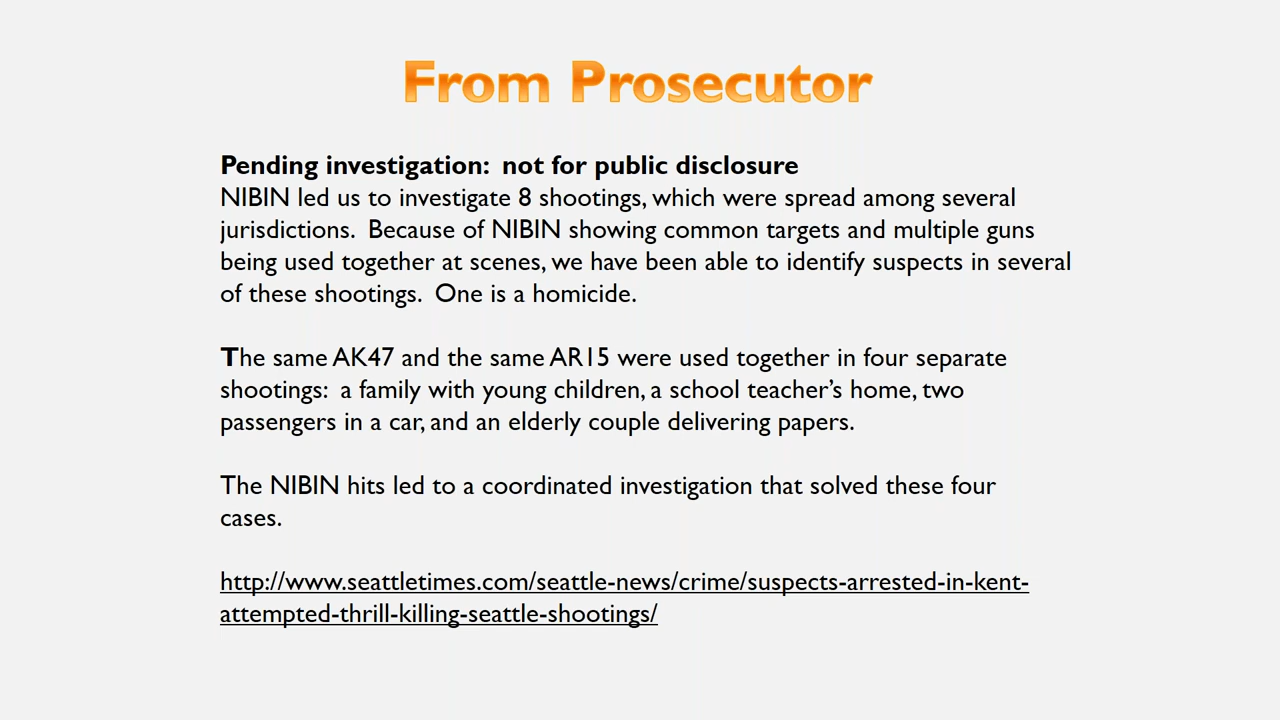 From Prosecutor
Pending investigation:  not for public disclosure
NIBIN led us to investigate 8 shootings, which were spread among several
jurisdictions.  Because of NIBIN showing common targets and multiple guns
being used together at scenes, we have been able to identify suspects in several
of these shootings.  One is a homicide.
The same AK47 and the same AR15 were used together in four separate
shootings:  a family with young children, a school teacher's home, two
passengers in a car, and an elderly couple delivering papers.
The NIBIN hits led to a coordinated investigation that solved these four
cases.
http://www.seattletimes.com/seattle-news/crime/suspects-arrested-in-kent-
attempted-thrill-killing-seattle-shootings/